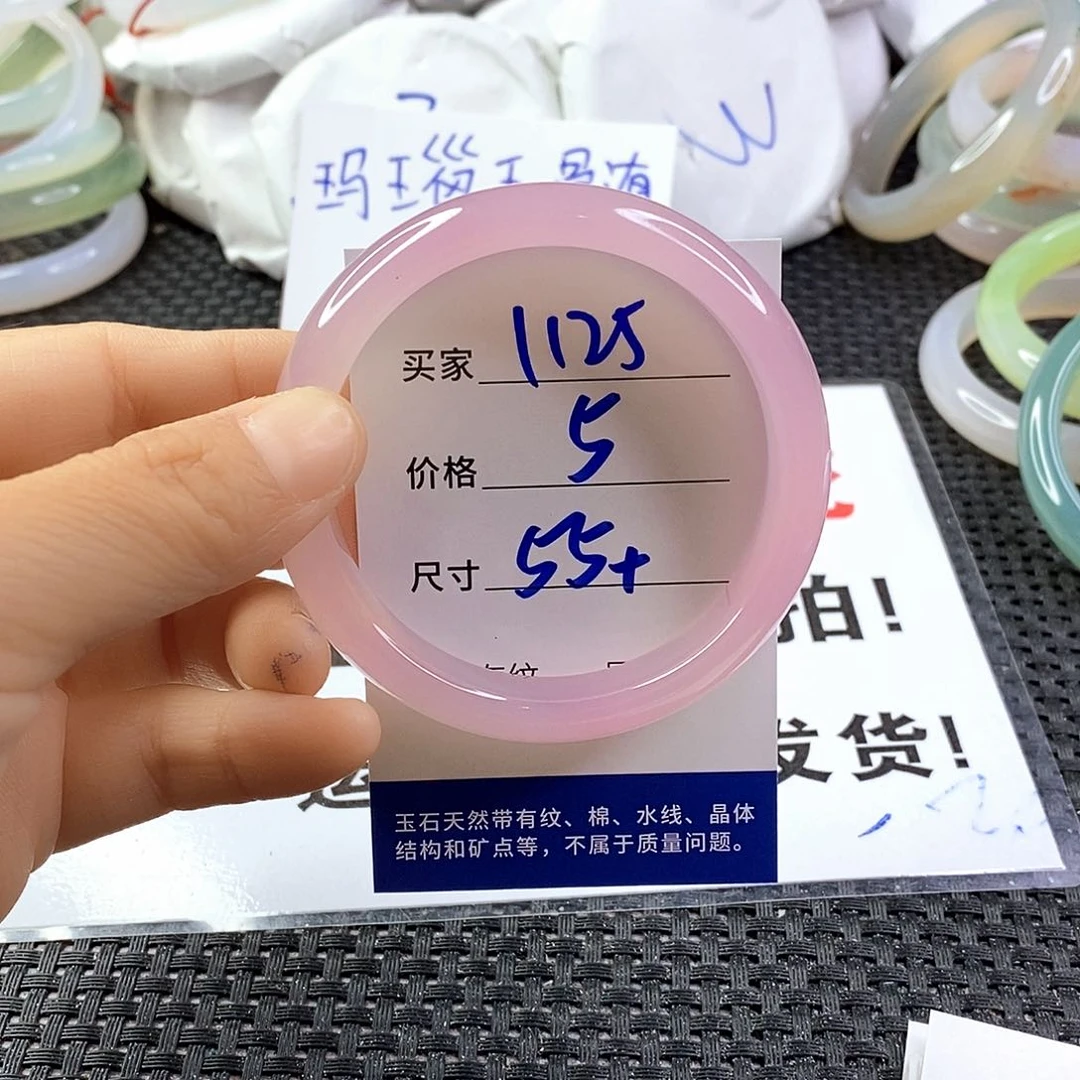 玛瑙
买家 1125
价格 5
尺寸 55+
拍！
发货！
玉石天然带有纹、棉、水线、晶体
结构和矿点等，不属于质量问题。